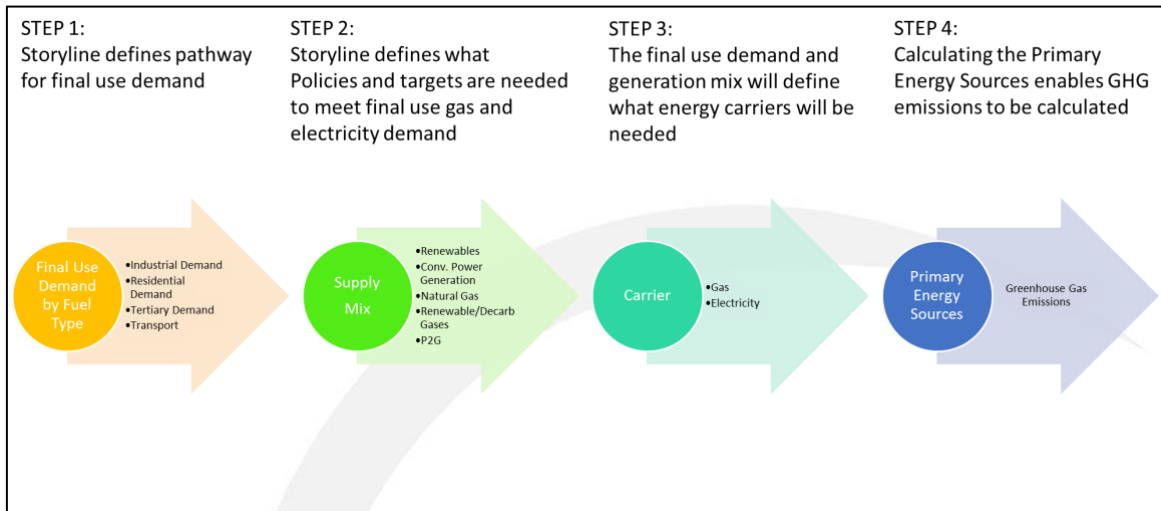 STEP 1:
Storyline defines pathway
for final use demand
STEP 2:
Storyline defines what
Policies and targets are needed
to meet final use gas and
electricity demand
STEP 3:
The final use demand and
generation mix will define
what energy carriers will be
needed
STEP 4:
Calculating the Primary
Energy Sources enables GHG
emissions to be calculated
Final Use
Demand
by Fuel
Type
•Industrial Demand
•Residential
Demand
•Tertiary Demand
•Transport
Supply
Mix
•Renewables
•Conv. Power
Generation
•Natural Gas
•Renewable/Decarb
Gases
•P2G
Carrier
•Gas
•Electricity
Primary
Energy
Sources
Greenhouse Gas
Emissions